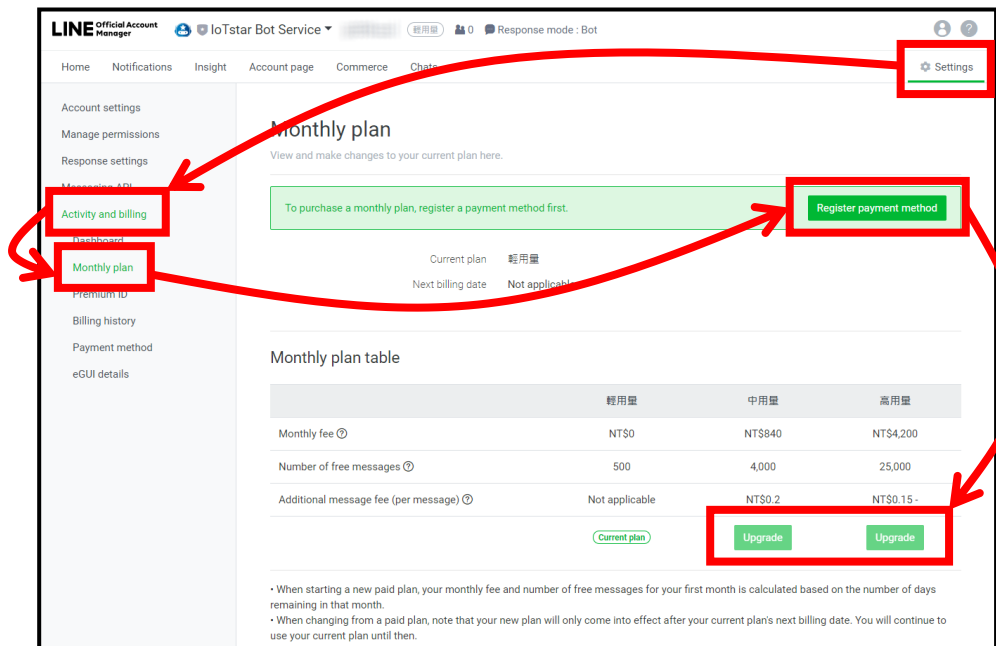 LINE Official Account Manager
IoTstar Bot Service
輕用量
0
Response mode : Bot
?
Home Notifications Insight Account page Commerce Chats
Settings
Account settings
Manage permissions
Response settings
Messaging API
Activity and billing
Dashboard
Monthly plan
Premium ID
Billing history
Payment method
eGUI details
Monthly plan
View and make changes to your current plan here.
To purchase a monthly plan, register a payment method first.
Register payment method
Current plan 輕用量
Next billing date Not applicable
Monthly plan table
輕用量 中用量 高用量
Monthly fee ? NT$0 NT$840 NT$4,200
Number of free messages ? 500 4,000 25,000
Additional message fee (per message) ? Not applicable NT$0.2 NT$0.15 -
Current plan Upgrade Upgrade
• When starting a new paid plan, your monthly fee and number of free messages for your first month is calculated based on the number of days
remaining in that month.
• When changing from a paid plan, note that your new plan will only come into effect after your current plan's next billing date. You will continue to
use your current plan until then.